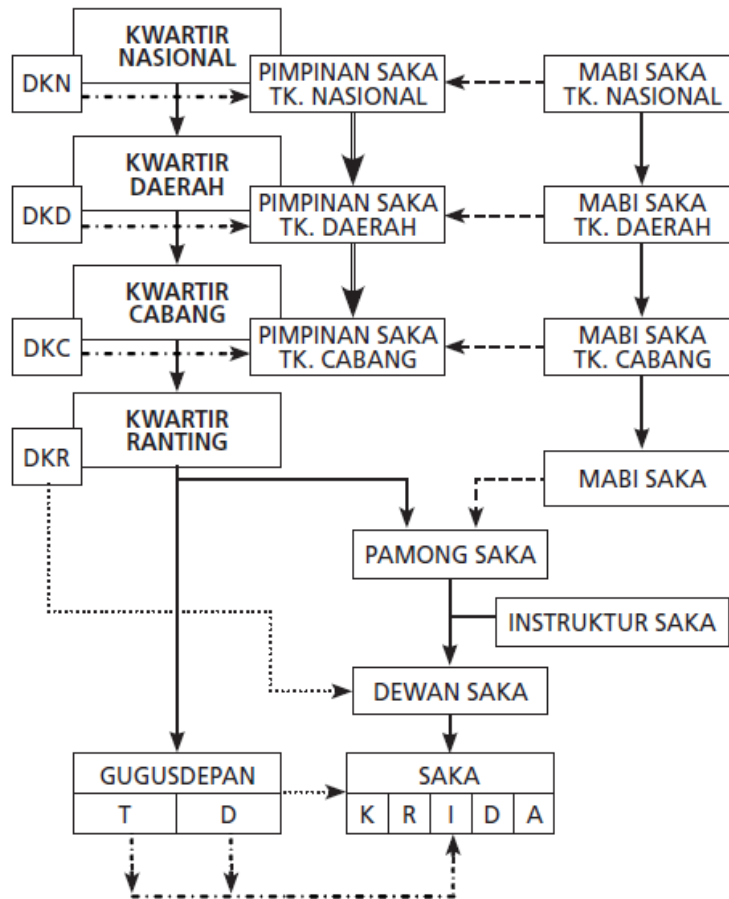 KWARTIR
NASIONAL
DKN
PIMPINAN SAKA
TK. NASIONAL
MABI SAKA
TK. NASIONAL
KWARTIR
DAERAH
DKD
PIMPINAN SAKA
TK. DAERAH
MABI SAKA
TK. DAERAH
KWARTIR
CABANG
DKC
PIMPINAN SAKA
TK. CABANG
MABI SAKA
TK. CABANG
KWARTIR
RANTING
DKR
MABI SAKA
PAMONG SAKA
INSTRUKTUR SAKA
DEWAN SAKA
GUGUSDEPAN
T D
SAKA
K R I D A